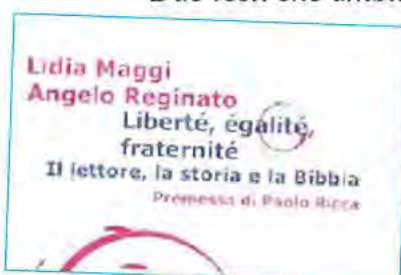 Lidia Maggi
Angelo Reginato
Liberté, égalité,
fraternité
Il lettore, la storia e la Bibbia
Premessa di Paolo Ricca